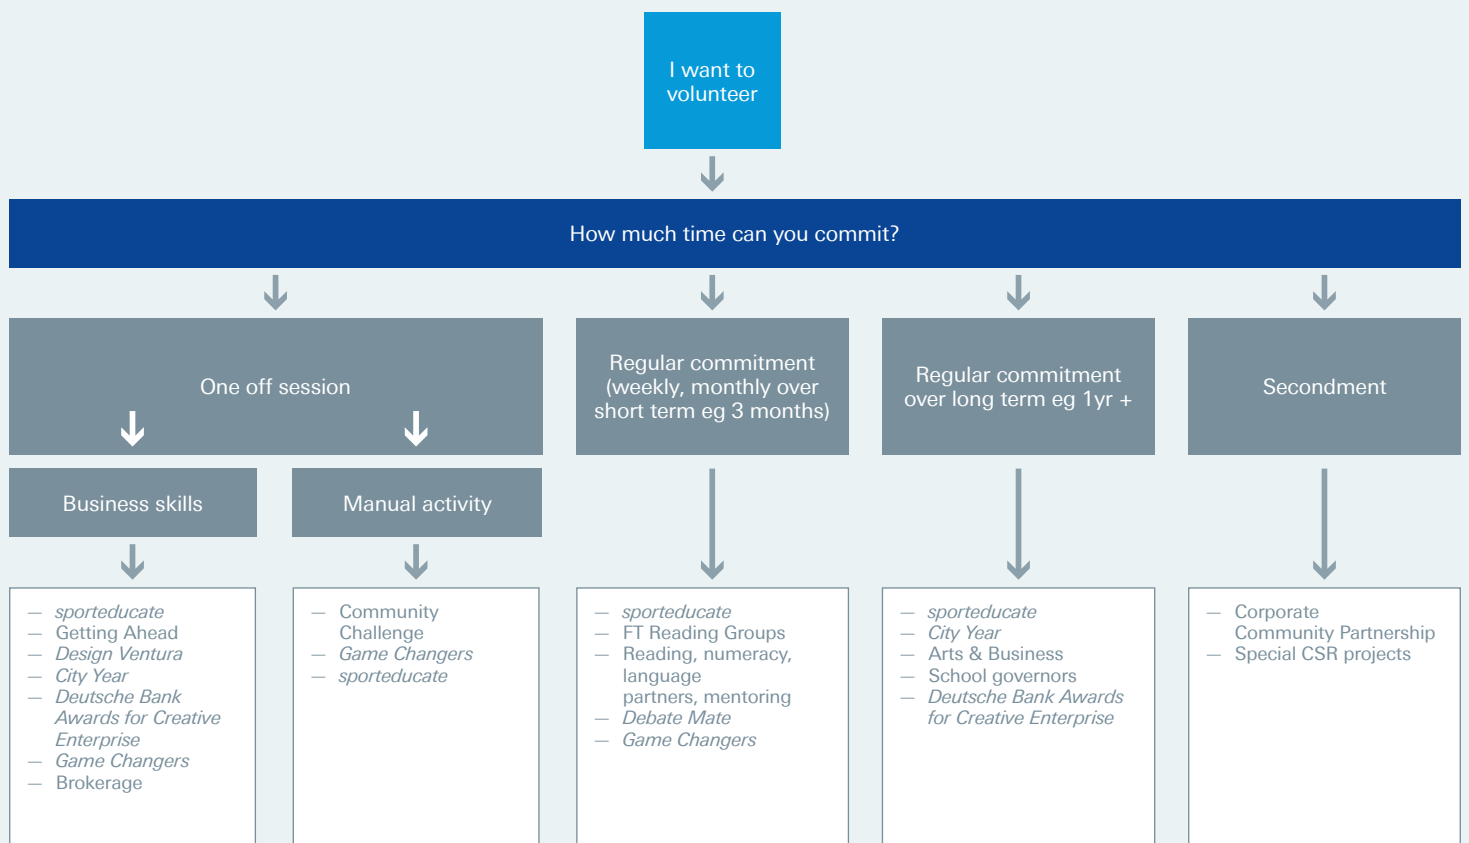 I want to
volunteer
How much time can you commit?
One off session
Regular commitment
(weekly, monthly over
short term eg 3 months)
Regular commitment
over long term eg 1yr +
Secondment
Business skills
Manual activity
— sporteducate
— Getting Ahead
— Design Ventura
— City Year
— Deutsche Bank
Awards for Creative
Enterprise
— Game Changers
— Brokerage
— Community
Challenge
— Game Changers
— sporteducate
— sporteducate
— FT Reading Groups
— Reading, numeracy,
language
partners, mentoring
— Debate Mate
— Game Changers
— sporteducate
— City Year
— Arts & Business
— School governors
— Deutsche Bank Awards
for Creative Enterprise
— Corporate
Community Partnership
— Special CSR projects